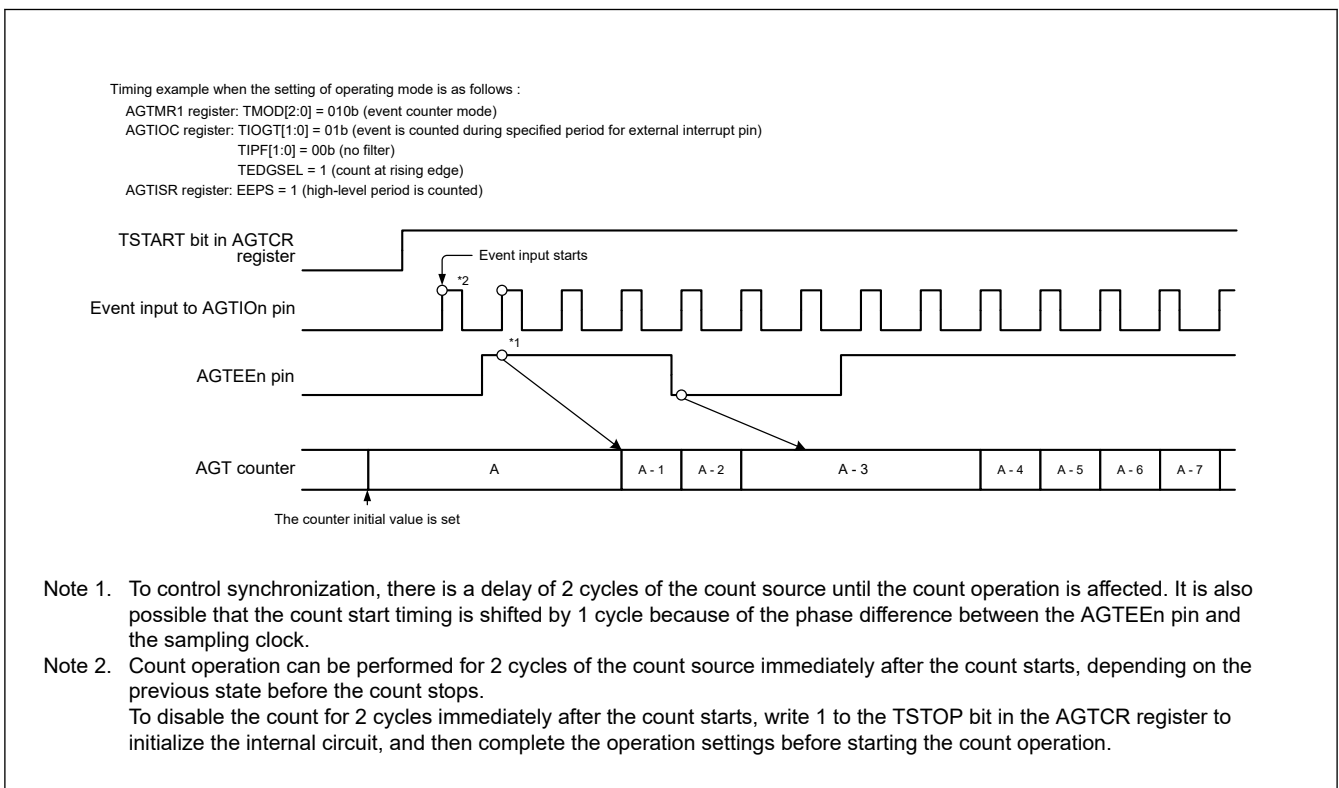 Timing example when the setting of operating mode is as follows :
AGTMR1 register: TMOD[2:0] = 010b (event counter mode)
AGTIOC register: TIOGT[1:0] = 01b (event is counted during specified period for external interrupt pin)
TIPF[1:0] = 00b (no filter)
TEDGSEL = 1 (count at rising edge)
AGTISR register: EEPS = 1 (high-level period is counted)
TSTART bit in AGTCR
register
Event input starts
*2
Event input to AGTIOn pin
*1
AGTEEn pin
AGT counter
A
A - 1
A - 2
A - 3
A - 4
A - 5
A - 6
A - 7
The counter initial value is set
Note 1. To control synchronization, there is a delay of 2 cycles of the count source until the count operation is affected. It is also
possible that the count start timing is shifted by 1 cycle because of the phase difference between the AGTEEn pin and
the sampling clock.
Note 2. Count operation can be performed for 2 cycles of the count source immediately after the count starts, depending on the
previous state before the count stops.
To disable the count for 2 cycles immediately after the count starts, write 1 to the TSTOP bit in the AGTCR register to
initialize the internal circuit, and then complete the operation settings before starting the count operation.